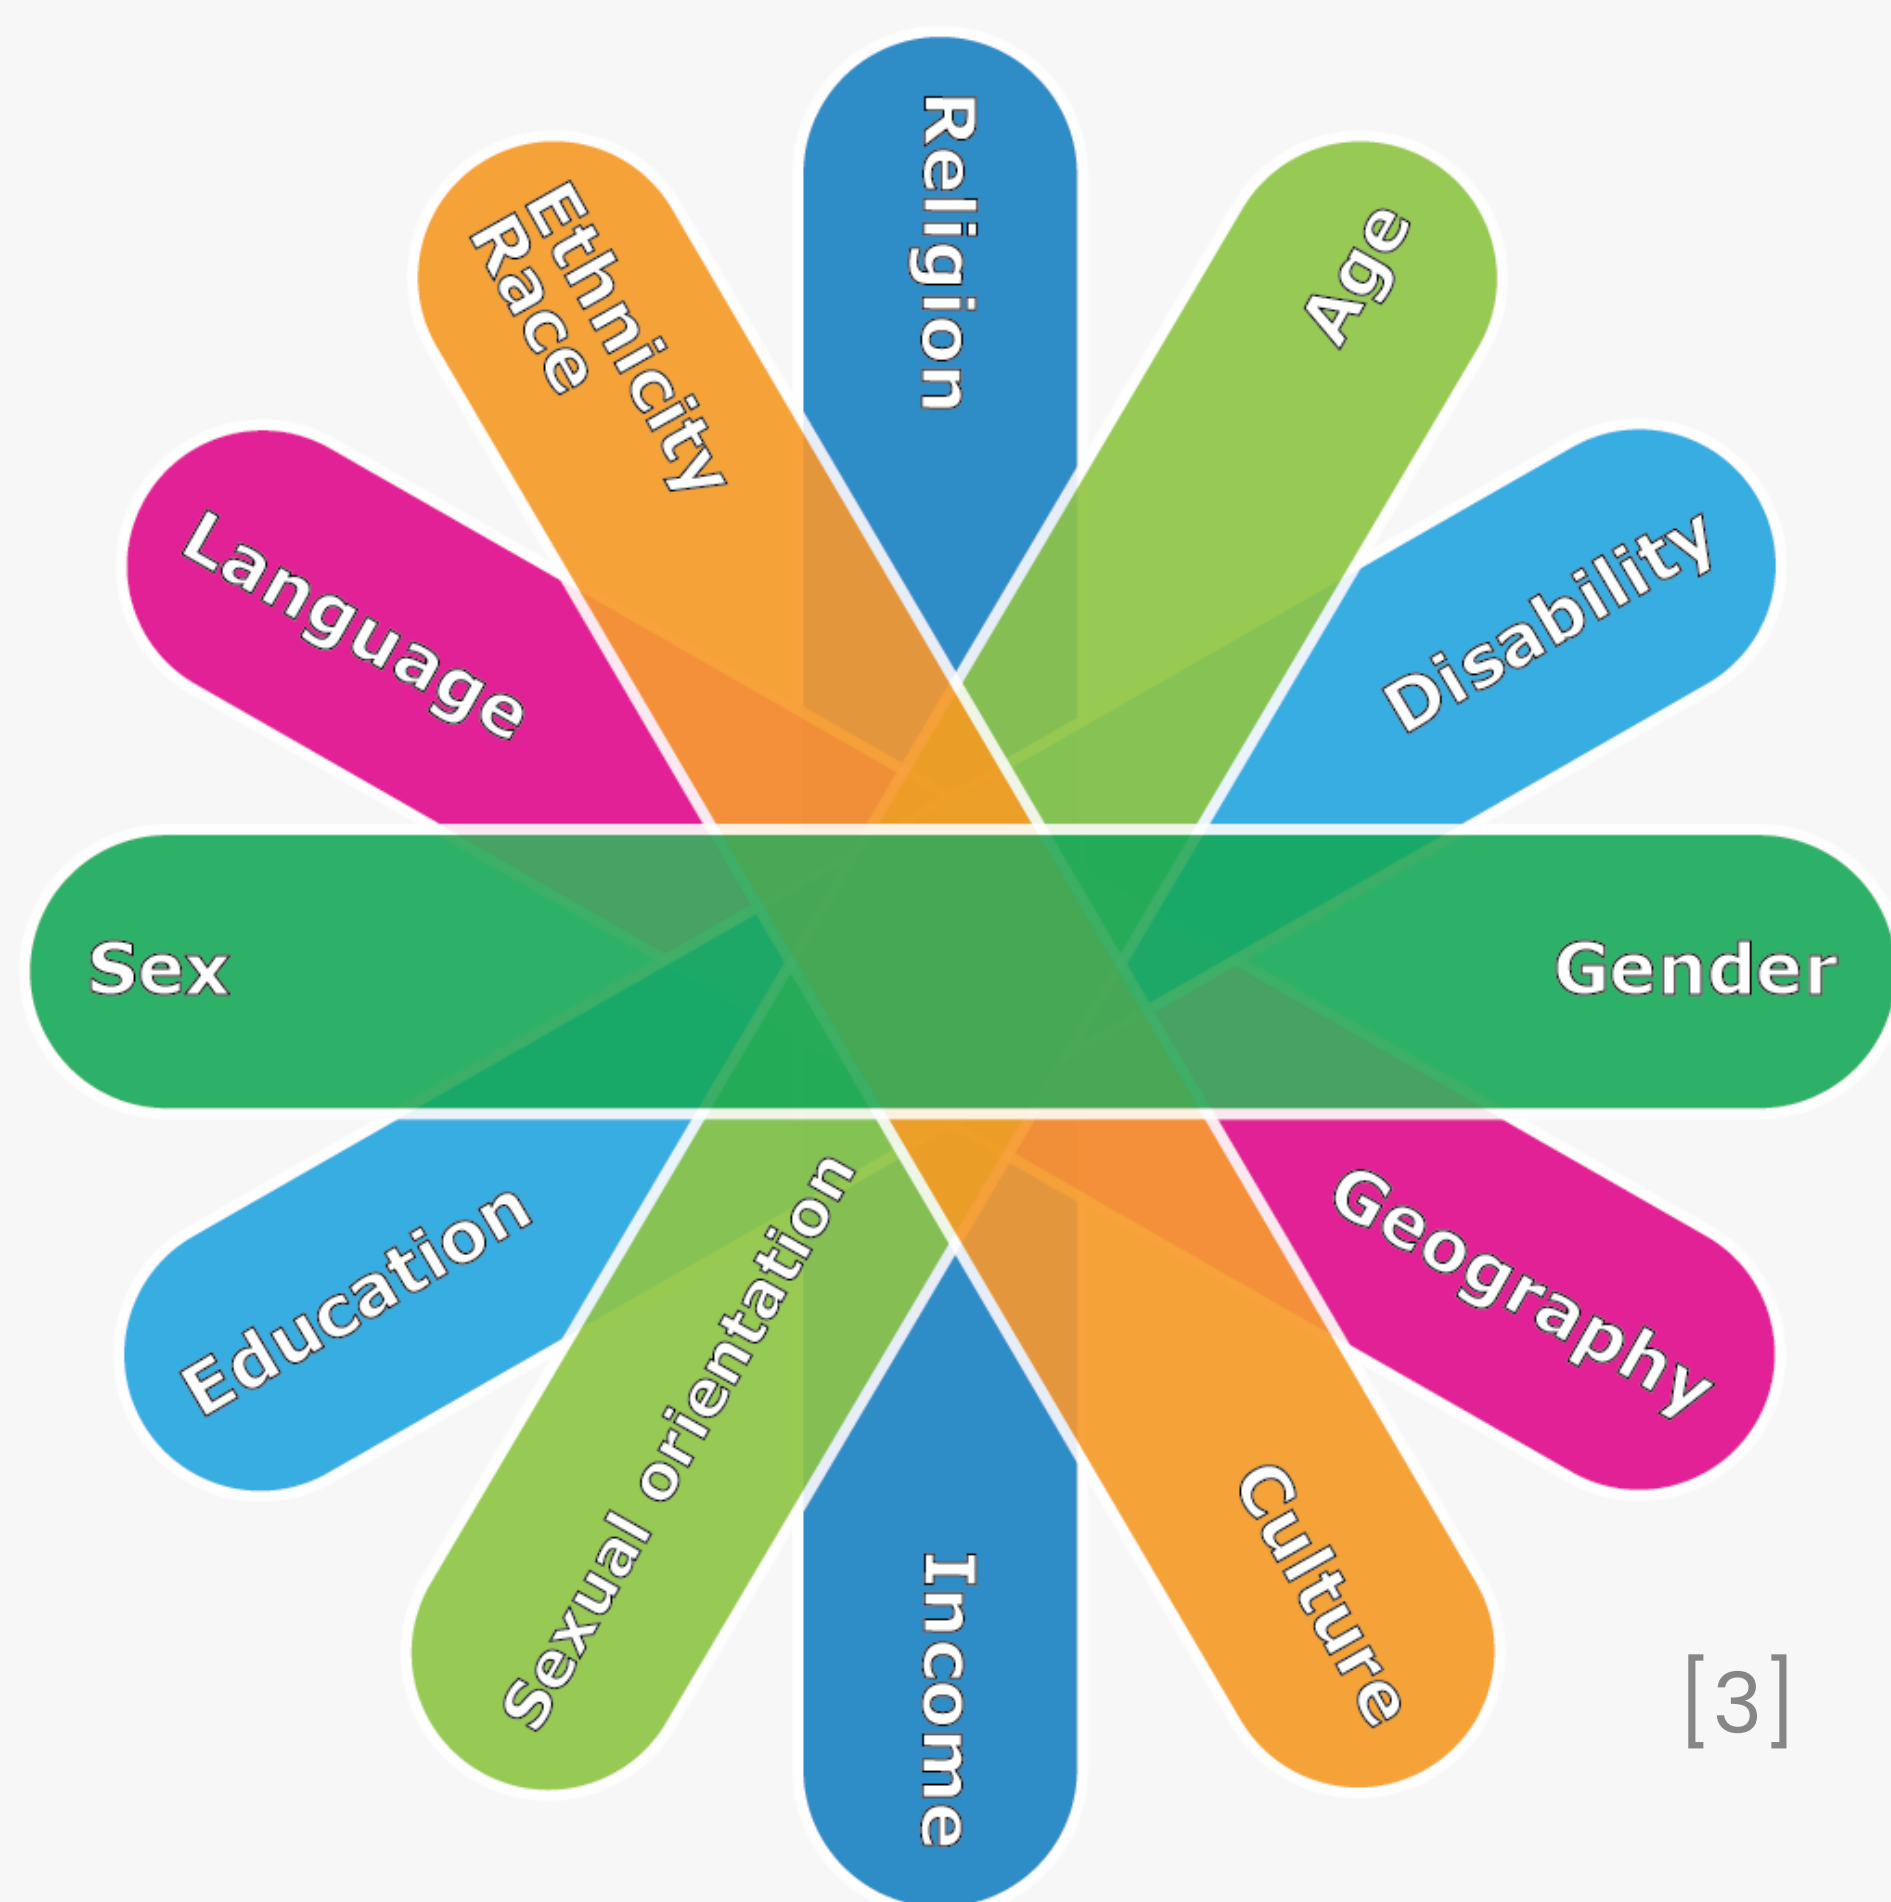 Religion
Age
Ethnicity
Race
Disability
Language
Sex
Gender
Education
Geography
Sexual orientation
Culture
Income
[3]